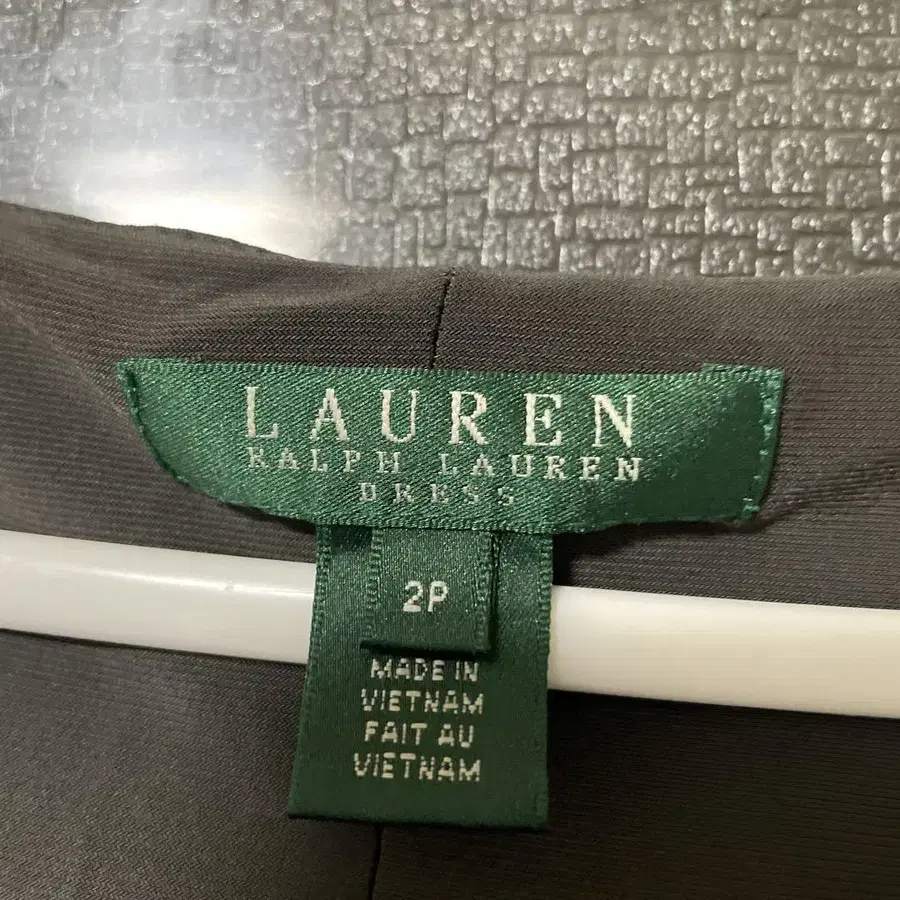 LAUREN
RALPH LAUREN
DRESS
2P
MADE IN
VIETNAM
FAIT AU
VIETNAM